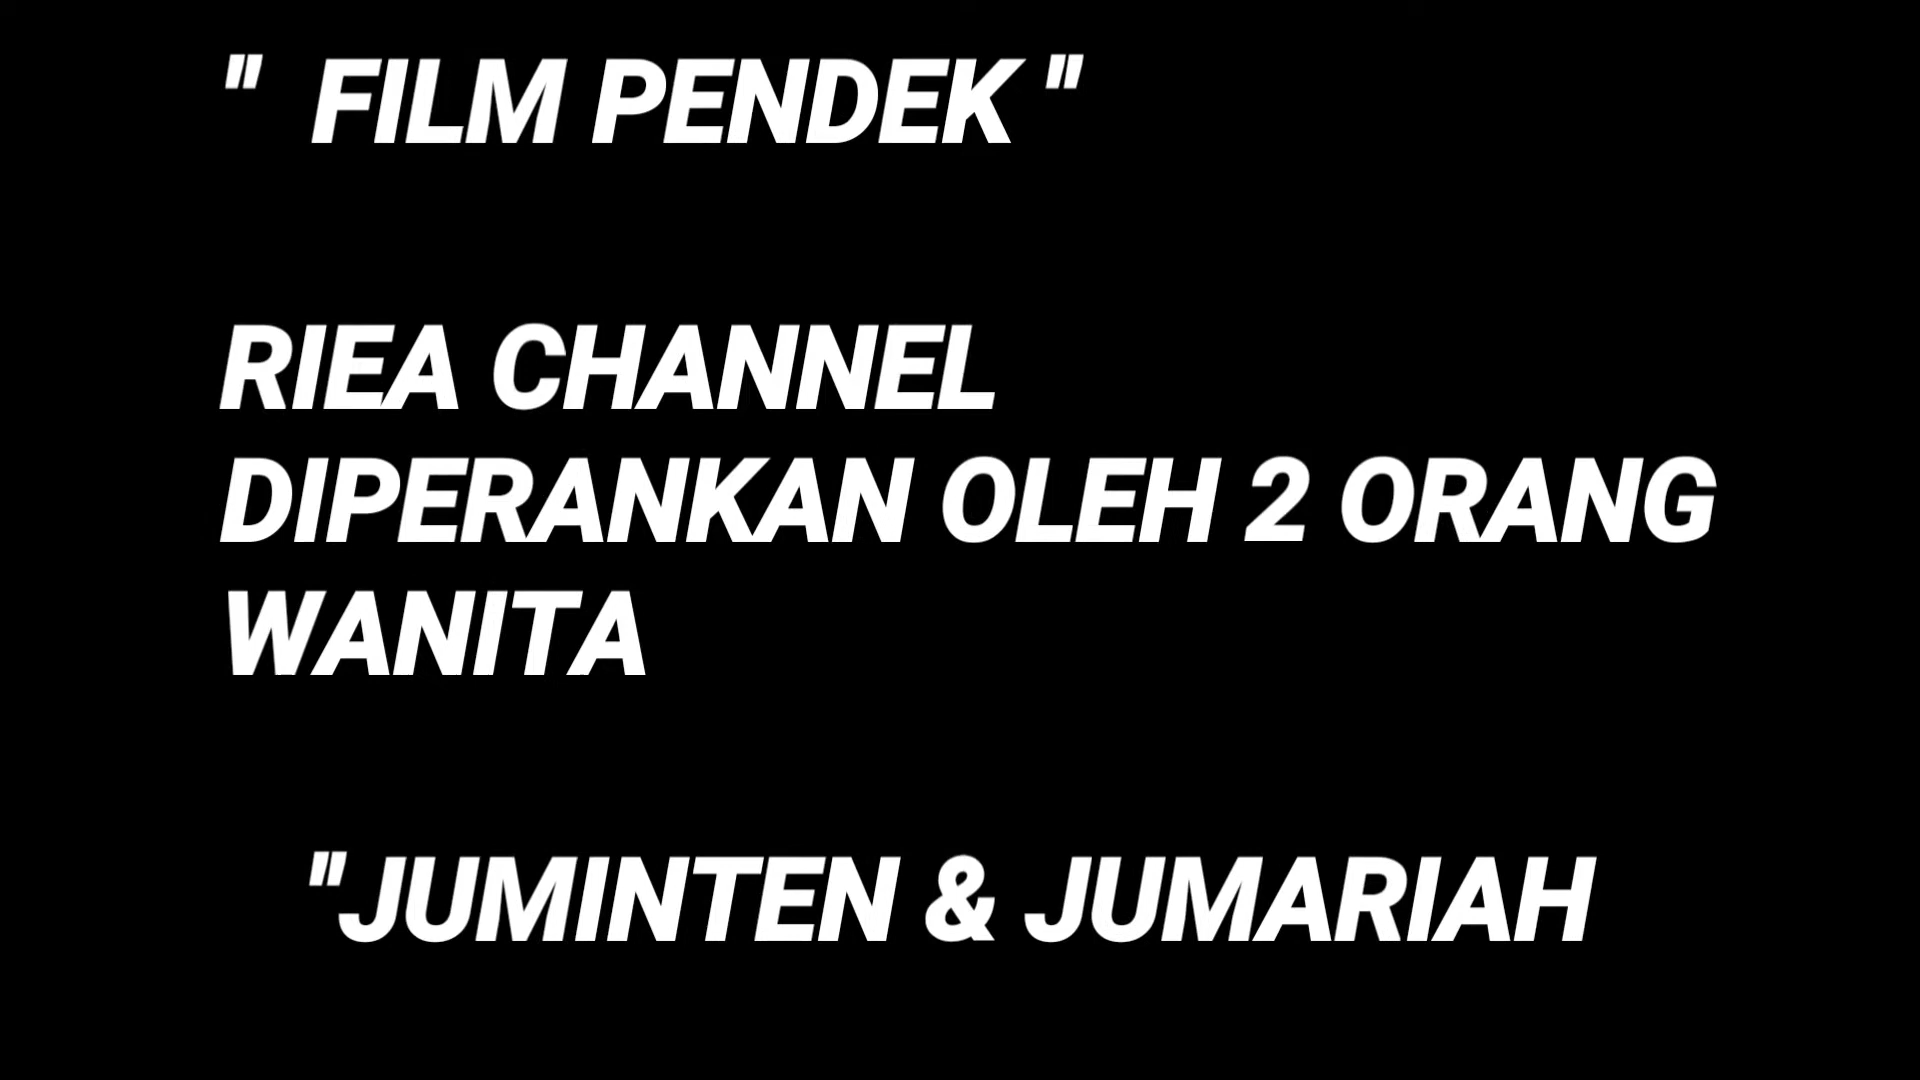 " FILM PENDEK "
RIEA CHANNEL
DIPERANKAN OLEH 2 ORANG
WANITA
"JUMINTEN & JUMARIAH